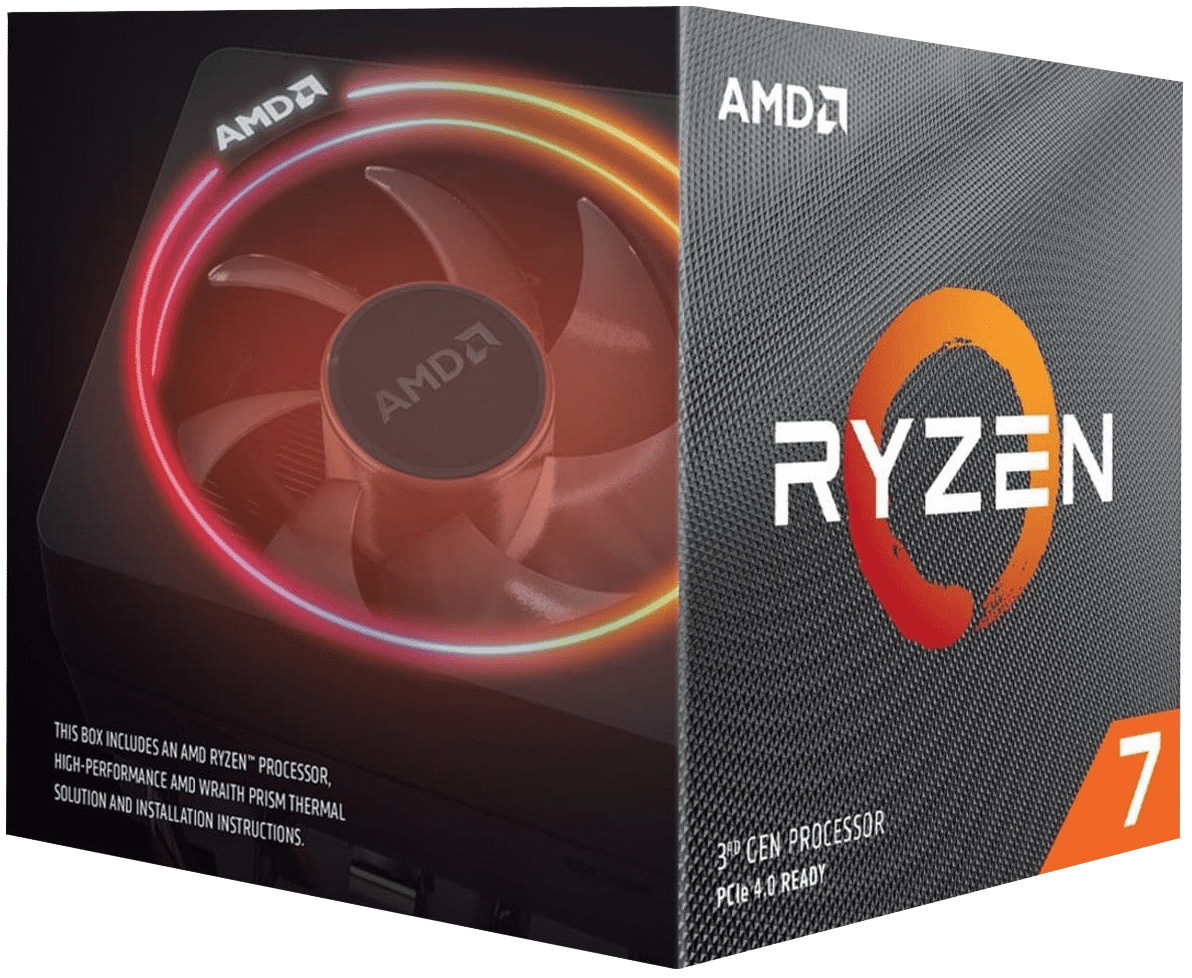 AMD
AMD
THIS BOX INCLUDES AN AMD RYZEN™ PROCESSOR,
HIGH-PERFORMANCE AMD WRAITH PRISM THERMAL
SOLUTION AND INSTALLATION INSTRUCTIONS.
AMD
RYZEN
7
3RD GEN PROCESSOR
PCIe 4.0 READY